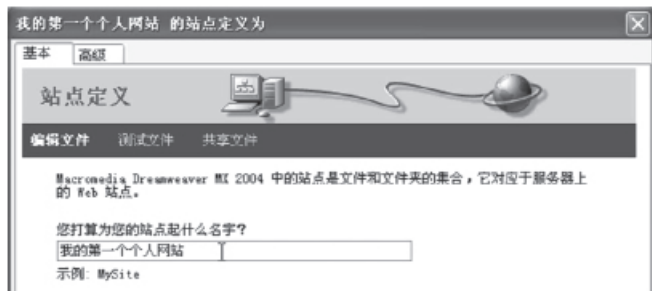 我的第一个个人网站 的站点定义为
基本 高级
站点定义
编辑文件 测试文件 共享文件
Macromedia Dreamweaver MX 2004 中的站点是文件和文件夹的集合，它对应于服务器上
的 Web 站点。
您打算为您的站点起什么名字？
我的第一个个人网站
示例: MySite